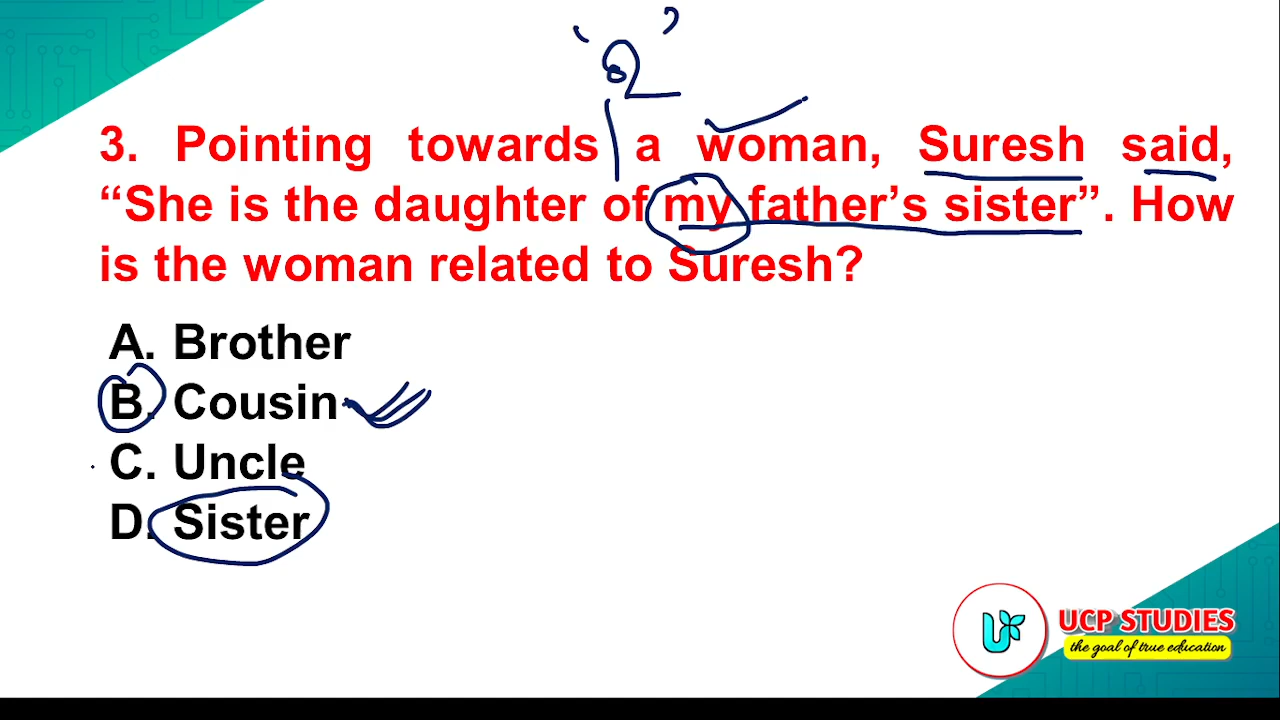 3. Pointing towards a woman, Suresh said,
“She is the daughter of my father’s sister”. How
is the woman related to Suresh?
A. Brother
B. Cousin
C. Uncle
D. Sister
UCP STUDIES
the goal of true education